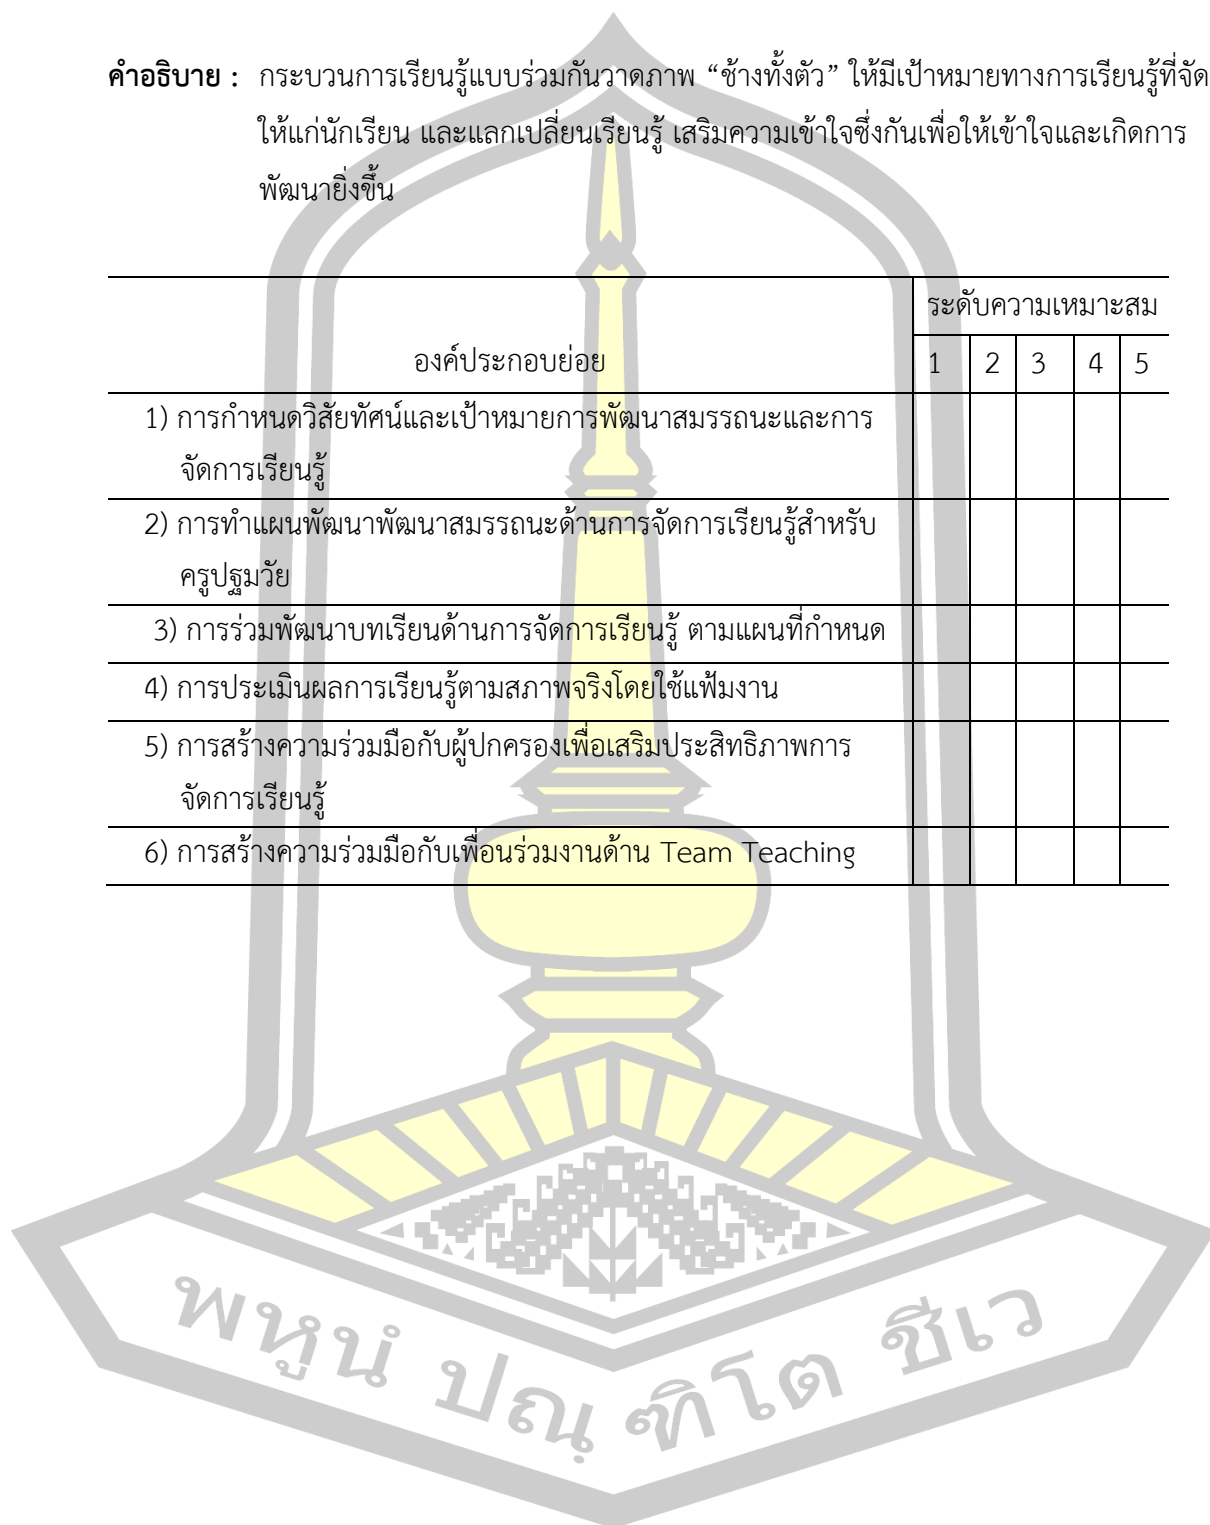 คำอธิบาย : กระบวนการเรียนรู้แบบร่วมกันวาดภาพ “ช้างทั้งตัว” ให้มีเป้าหมายทางการเรียนรู้ที่จัด
ให้แก่นักเรียน และแลกเปลี่ยนเรียนรู้ เสริมความเข้าใจซึ่งกันเพื่อให้เข้าใจและเกิดการ
พัฒนายิ่งขึ้น
ระดับความเหมาะสม
องค์ประกอบย่อย 1 2 3 4 5
1) การกำหนดวิสัยทัศน์และเป้าหมายการพัฒนาสมรรถนะและการ
จัดการเรียนรู้
2) การทำแผนพัฒนาพัฒนาสมรรถนะด้านการจัดการเรียนรู้สำหรับ
ครูปฐมวัย
3) การร่วมพัฒนาบทเรียนด้านการจัดการเรียนรู้ ตามแผนที่กำหนด
4) การประเมินผลการเรียนรู้ตามสภาพจริงโดยใช้แฟ้มงาน
5) การสร้างความร่วมมือกับผู้ปกครองเพื่อเสริมประสิทธิภาพการ
จัดการเรียนรู้
6) การสร้างความร่วมมือกับเพื่อนร่วมงานด้าน Team Teaching
พหูนํ ปณฺฑิโต ชีเว